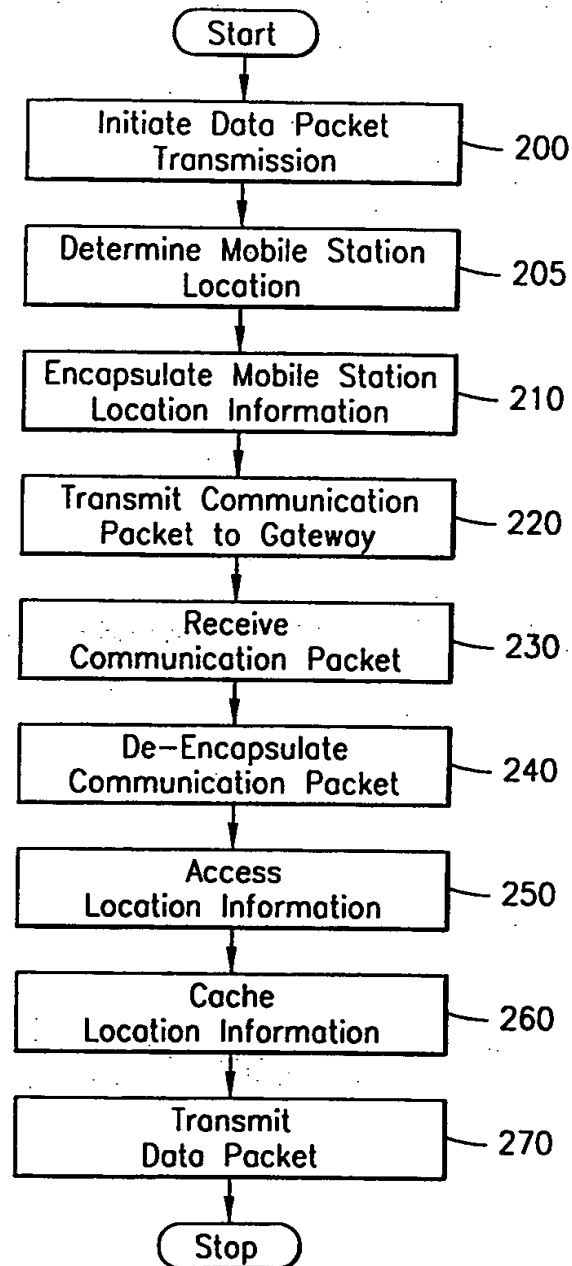 Start
Initiate Data Packet
Transmission
200
Determine Mobile Station
Location
205
Encapsulate Mobile Station
Location Information
210
Transmit Communication
Packet to Gateway
220
Receive
Communication Packet
230
De-Encapsulate
Communication Packet
240
Access
Location Information
250
Cache
Location Information
260
Transmit
Data Packet
270
Stop